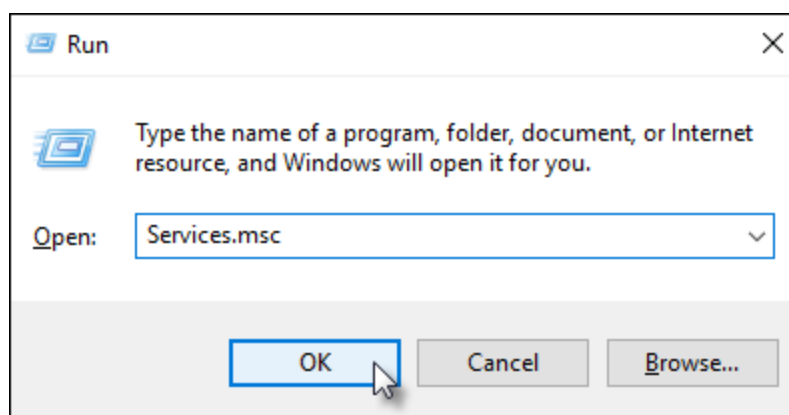 Run
Type the name of a program, folder, document, or Internet
resource, and Windows will open it for you.
Open: Services.msc
OK Cancel Browse...